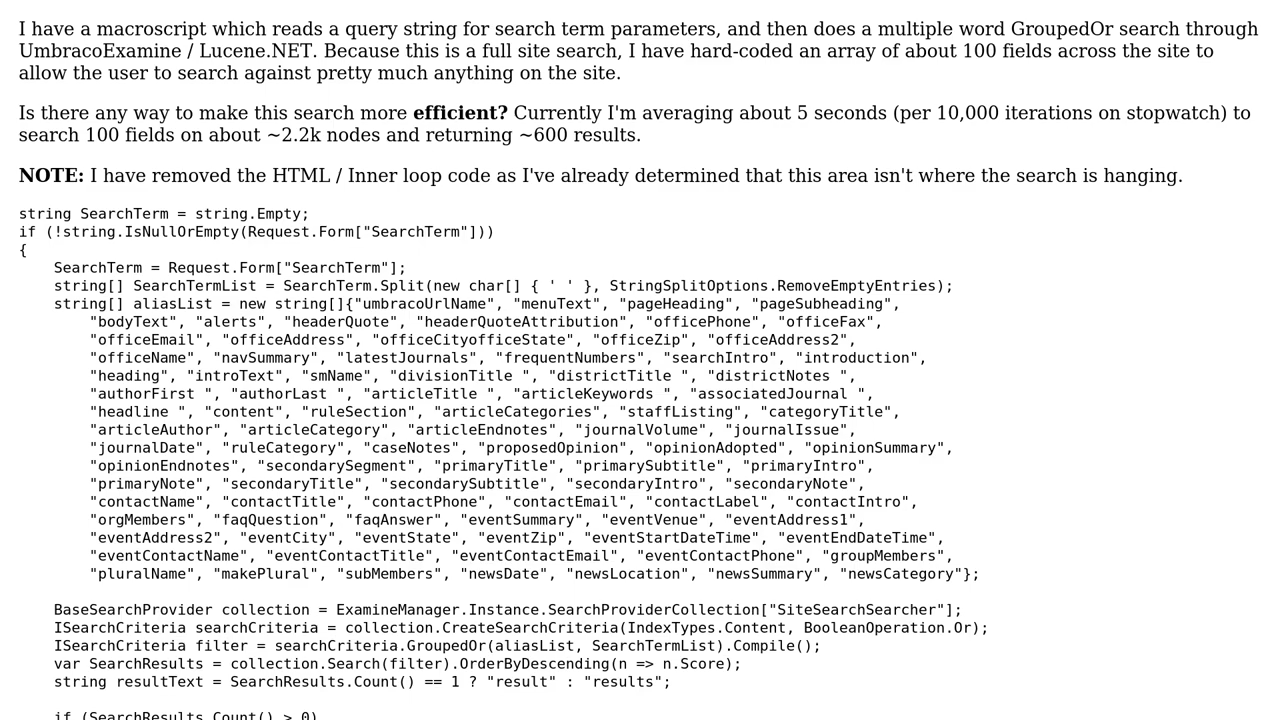 I have a macroscript which reads a query string for search term parameters, and then does a multiple word GroupedOr search through
UmbracoExamine / Lucene.NET. Because this is a full site search, I have hard-coded an array of about 100 fields across the site to
allow the user to search against pretty much anything on the site.
Is there any way to make this search more efficient? Currently I'm averaging about 5 seconds (per 10,000 iterations on stopwatch) to
search 100 fields on about ~2.2k nodes and returning ~600 results.
NOTE: I have removed the HTML / Inner loop code as I've already determined that this area isn't where the search is hanging.
string SearchTerm = string.Empty;
if (!string.IsNullOrEmpty(Request.Form["SearchTerm"]))
{
    SearchTerm = Request.Form["SearchTerm"];
    string[] SearchTermList = SearchTerm.Split(new char[] { ' ' }, StringSplitOptions.RemoveEmptyEntries);
    string[] aliasList = new string[]{"umbracoUrlName", "menuText", "pageHeading", "pageSubheading",
        "bodyText", "alerts", "headerQuote", "headerQuoteAttribution", "officePhone", "officeFax",
        "officeEmail", "officeAddress", "officeCityofficeState", "officeZip", "officeAddress2",
        "officeName", "navSummary", "latestJournals", "frequentNumbers", "searchIntro", "introduction",
        "heading", "introText", "smName", "divisionTitle ", "districtTitle ", "districtNotes ",
        "authorFirst ", "authorLast ", "articleTitle ", "articleKeywords ", "associatedJournal ",
        "headline ", "content", "ruleSection", "articleCategories", "staffListing", "categoryTitle",
        "articleAuthor", "articleCategory", "articleEndnotes", "journalVolume", "journalIssue",
        "journalDate", "ruleCategory", "caseNotes", "proposedOpinion", "opinionAdopted", "opinionSummary",
        "opinionEndnotes", "secondarySegment", "primaryTitle", "primarySubtitle", "primaryIntro",
        "primaryNote", "secondaryTitle", "secondarySubtitle", "secondaryIntro", "secondaryNote",
        "contactName", "contactTitle", "contactPhone", "contactEmail", "contactLabel", "contactIntro",
        "orgMembers", "faqQuestion", "faqAnswer", "eventSummary", "eventVenue", "eventAddress1",
        "eventAddress2", "eventCity", "eventState", "eventZip", "eventStartDateTime", "eventEndDateTime",
        "eventContactName", "eventContactTitle", "eventContactEmail", "eventContactPhone", "groupMembers",
        "pluralName", "makePlural", "subMembers", "newsDate", "newsLocation", "newsSummary", "newsCategory"};
    BaseSearchProvider collection = ExamineManager.Instance.SearchProviderCollection["SiteSearchSearcher"];
    ISearchCriteria searchCriteria = collection.CreateSearchCriteria(IndexTypes.Content, BooleanOperation.Or);
    ISearchCriteria filter = searchCriteria.GroupedOr(aliasList, SearchTermList).Compile();
    var SearchResults = collection.Search(filter).OrderByDescending(n => n.Score);
    string resultText = SearchResults.Count() == 1 ? "result" : "results";
    if (SearchResults.Count() > 0)